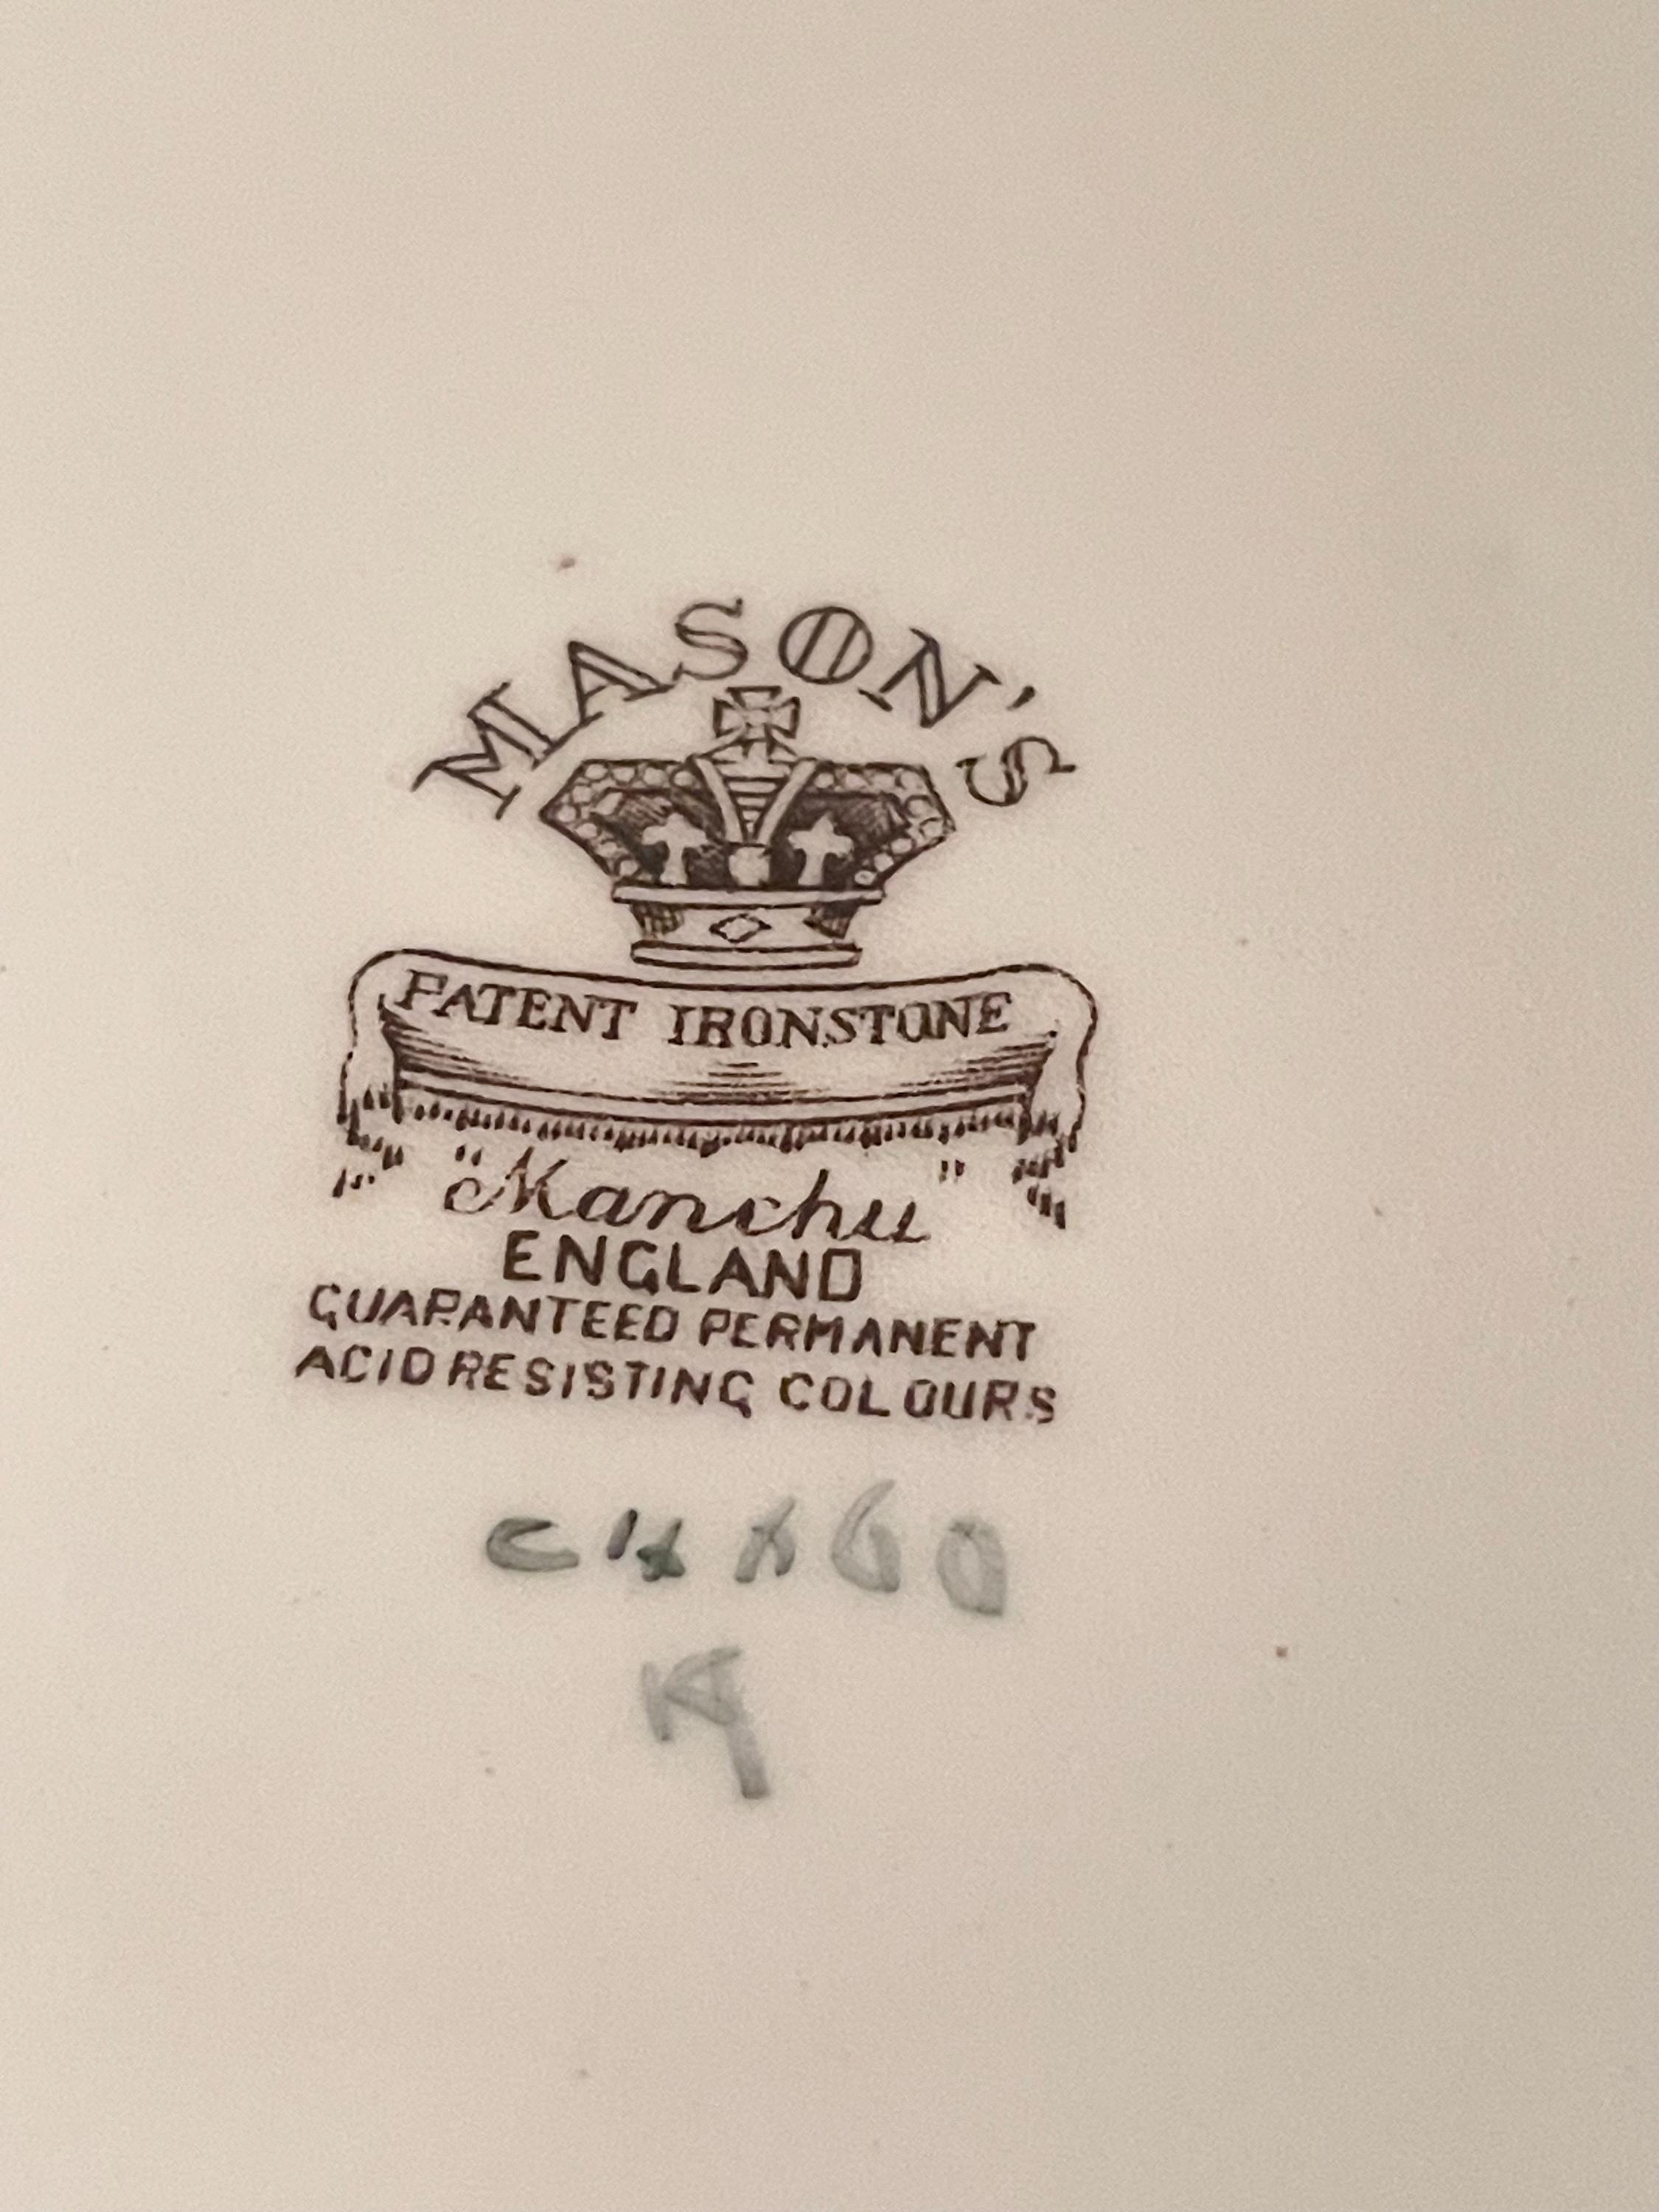 MASON'S
PATENT IRONSTONE
"Manchu"
ENGLAND
GUARANTEED PERMANENT
ACID RESISTING COLOURS